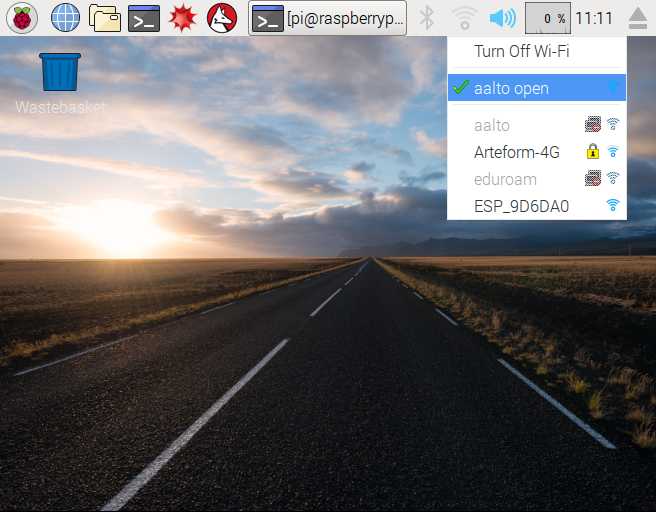 [pi@raspberryp...
0 %
11:11
Wastebasket
Turn Off Wi-Fi
aalto open
aalto
Arteform-4G
eduroam
ESP_9D6DA0